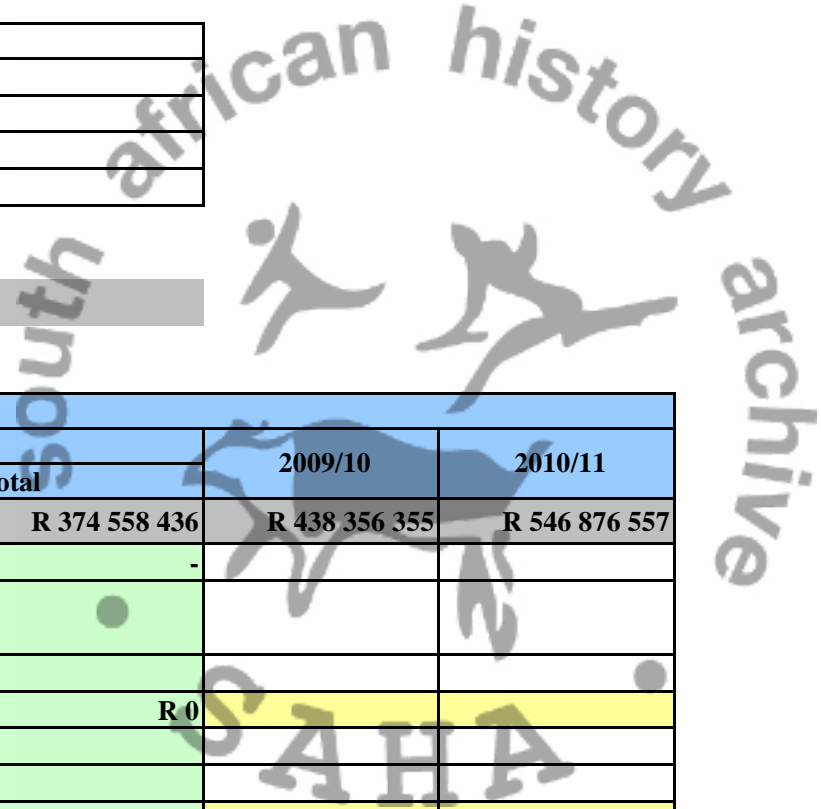 south african history archive
2009/10 2010/11
otal
R 374 558 436 R 438 356 355 R 546 876 557
-
R 0
SAHA